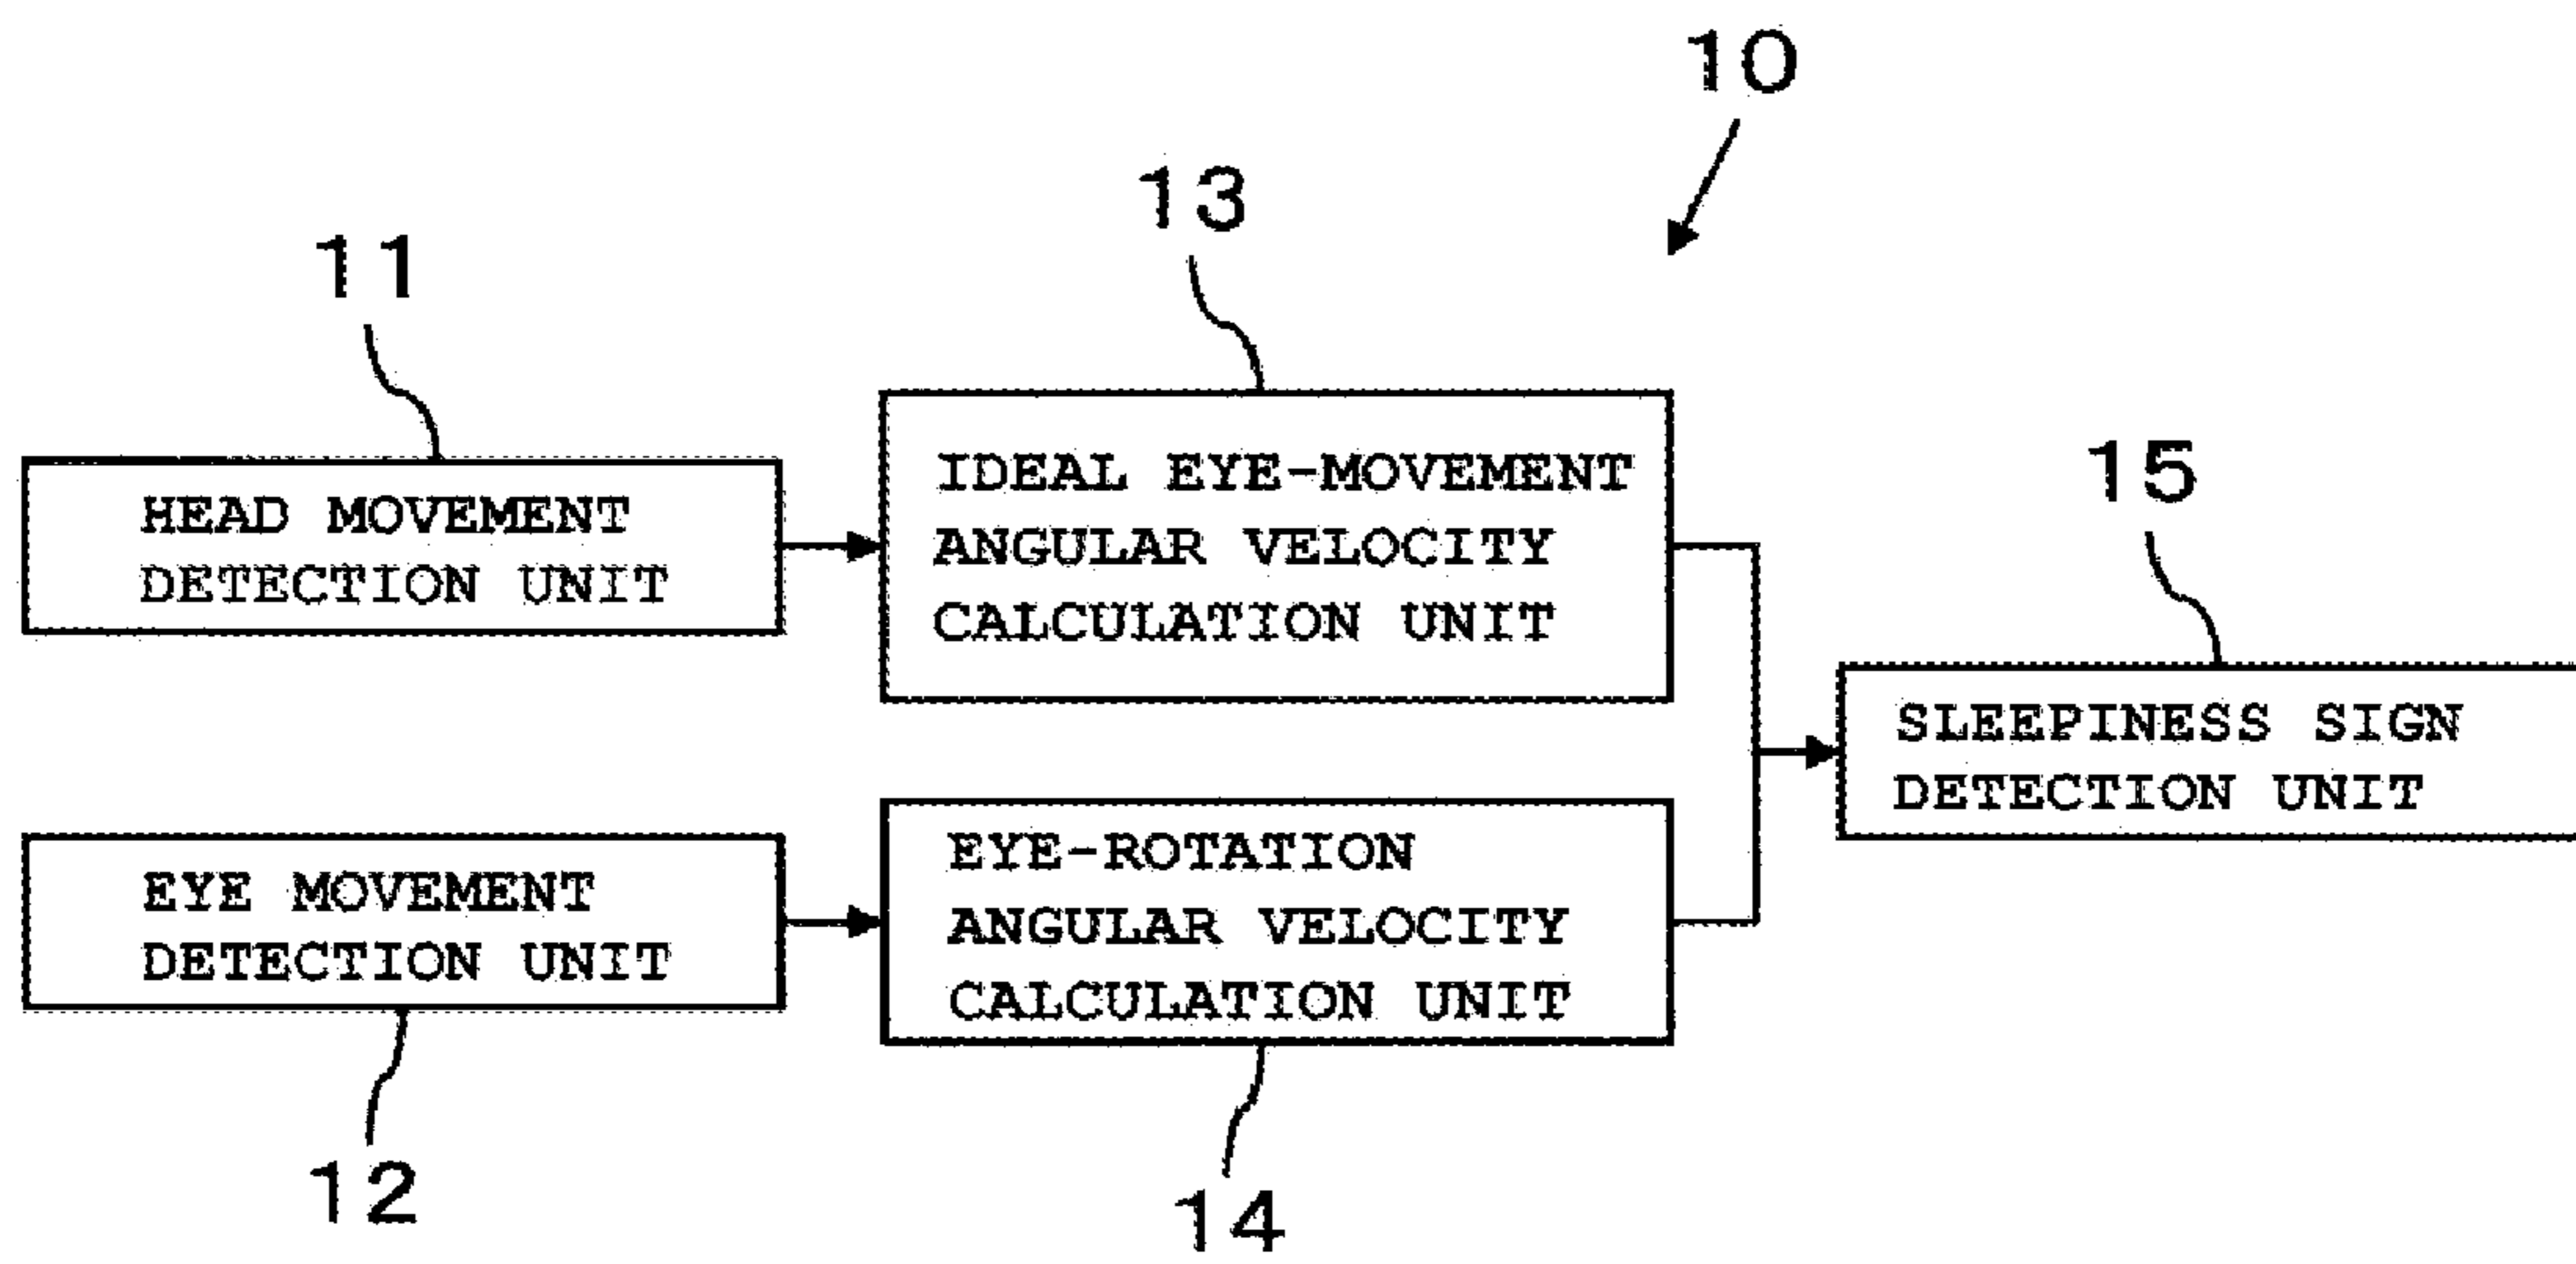 10
13
11
IDEAL EYE-MOVEMENT
ANGULAR VELOCITY
CALCULATION UNIT
HEAD MOVEMENT
DETECTION UNIT
15
SLEEPINESS SIGN
DETECTION UNIT
EYE MOVEMENT
DETECTION UNIT
EYE-ROTATION
ANGULAR VELOCITY
CALCULATION UNIT
12
14